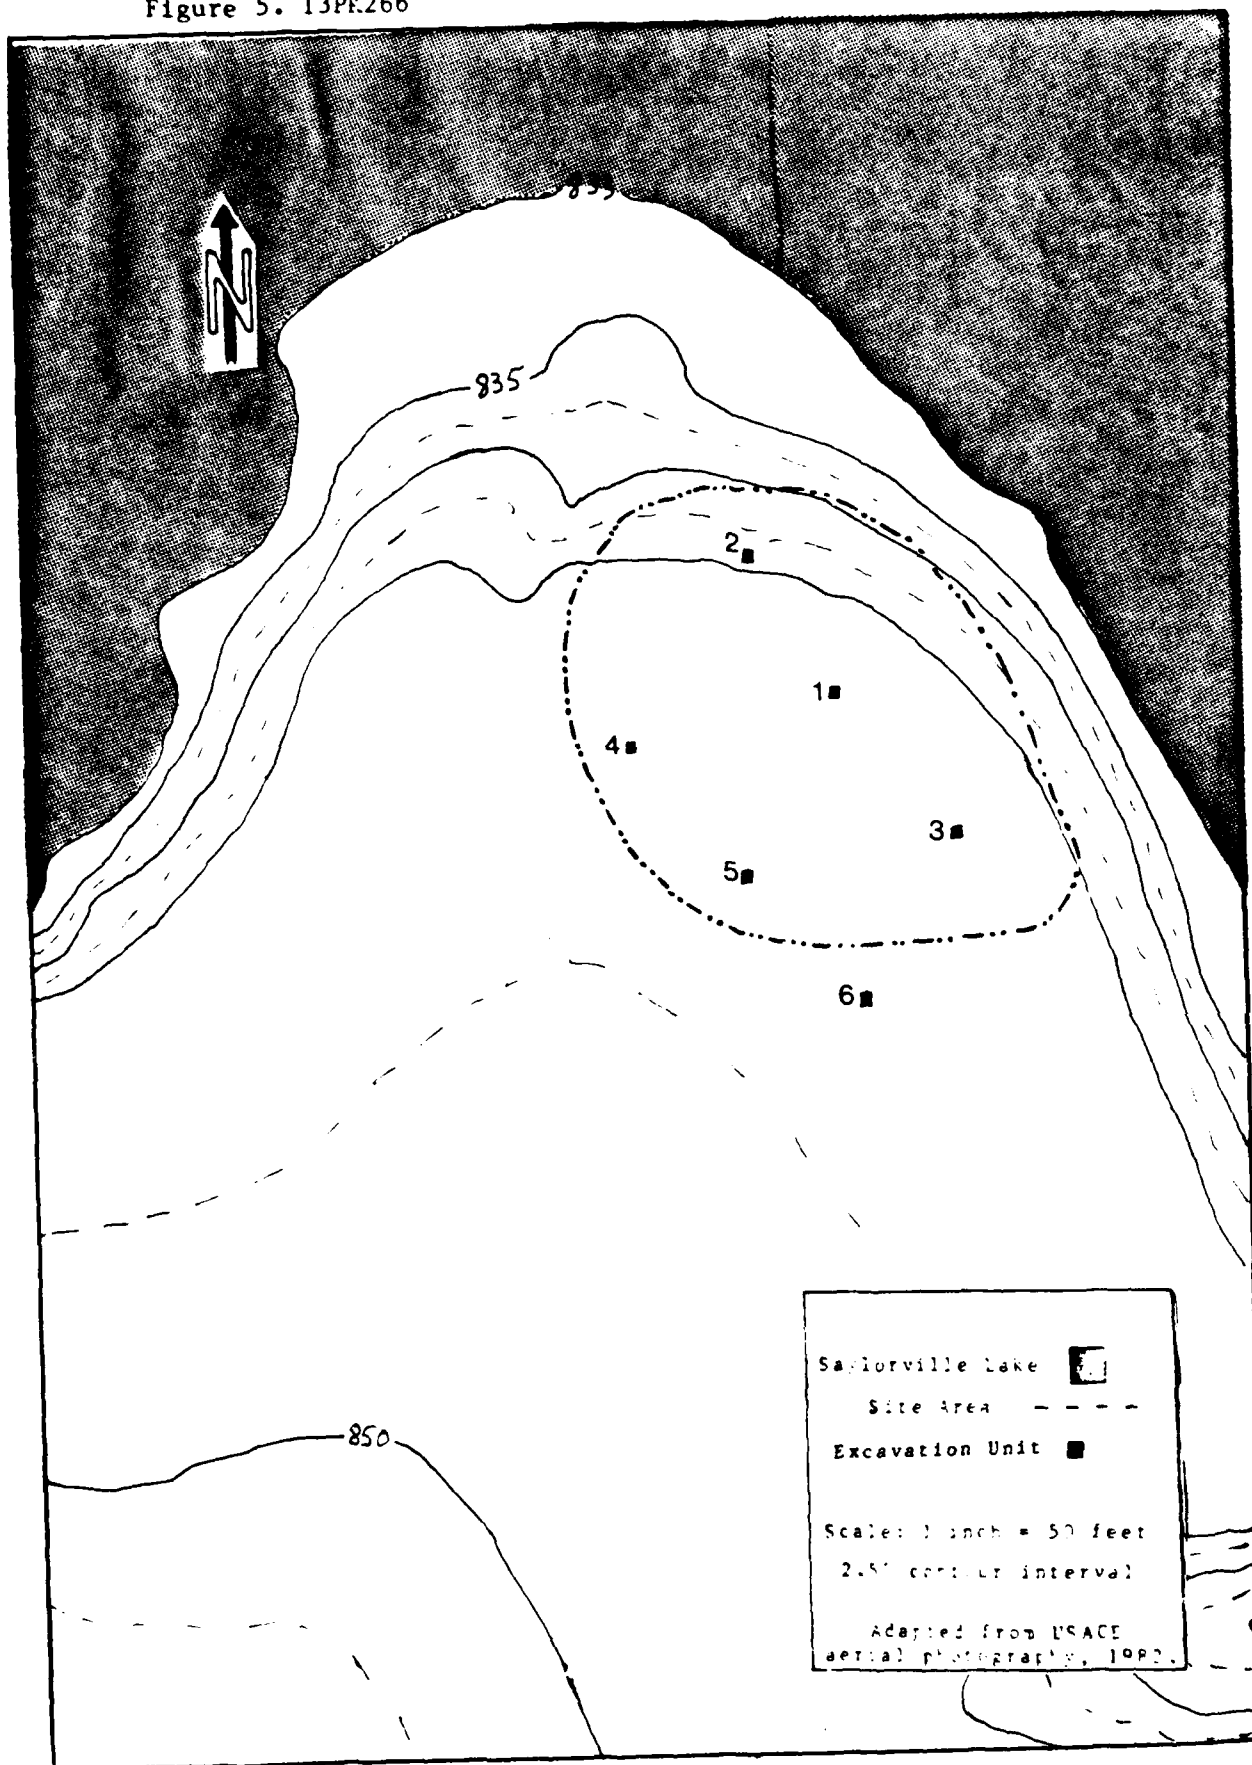 Figure 5. 13PK266
N
835
2
1
4
3
5
6
850
Saylorville Lake
Site Area
Excavation Unit
Scale: 1 inch = 50 feet
2.5' contour interval
Adapted from USACE
aerial photography,